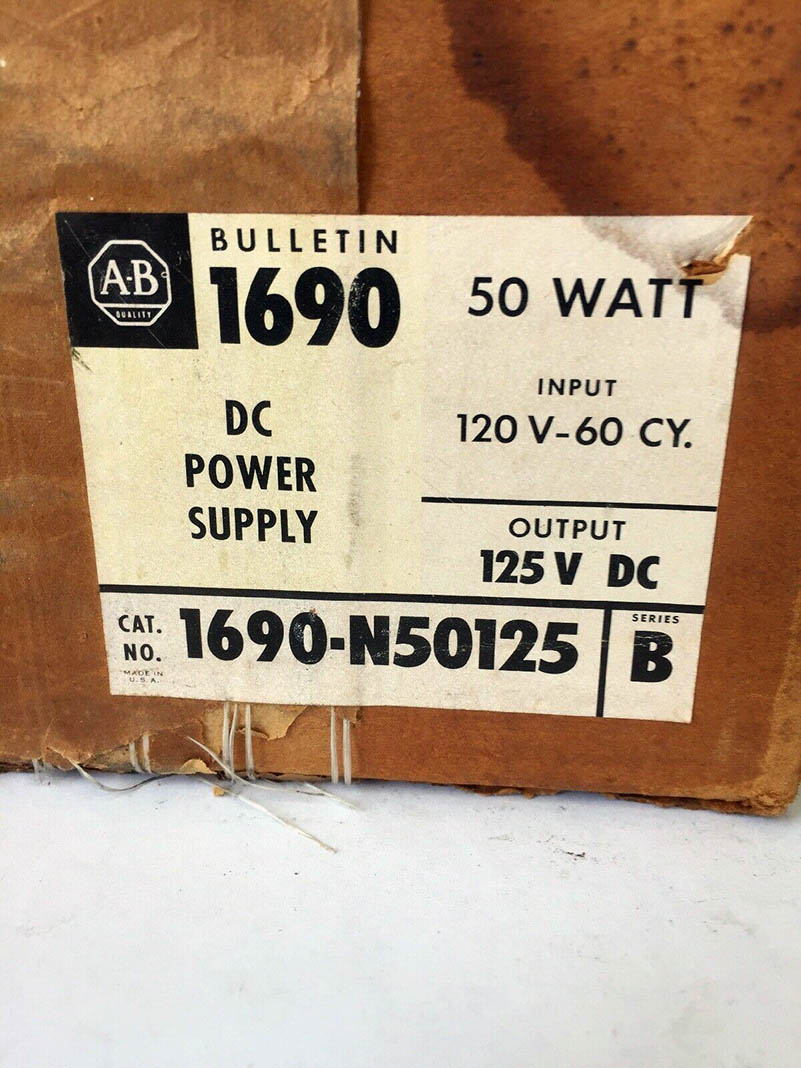 A-B
QUALITY
BULLETIN
1690
DC
POWER
SUPPLY
50 WATT
INPUT
120 V-60 CY.
OUTPUT
125 V DC
CAT.
NO.
1690-N50125
MADE IN
U.S.A.
SERIES
B